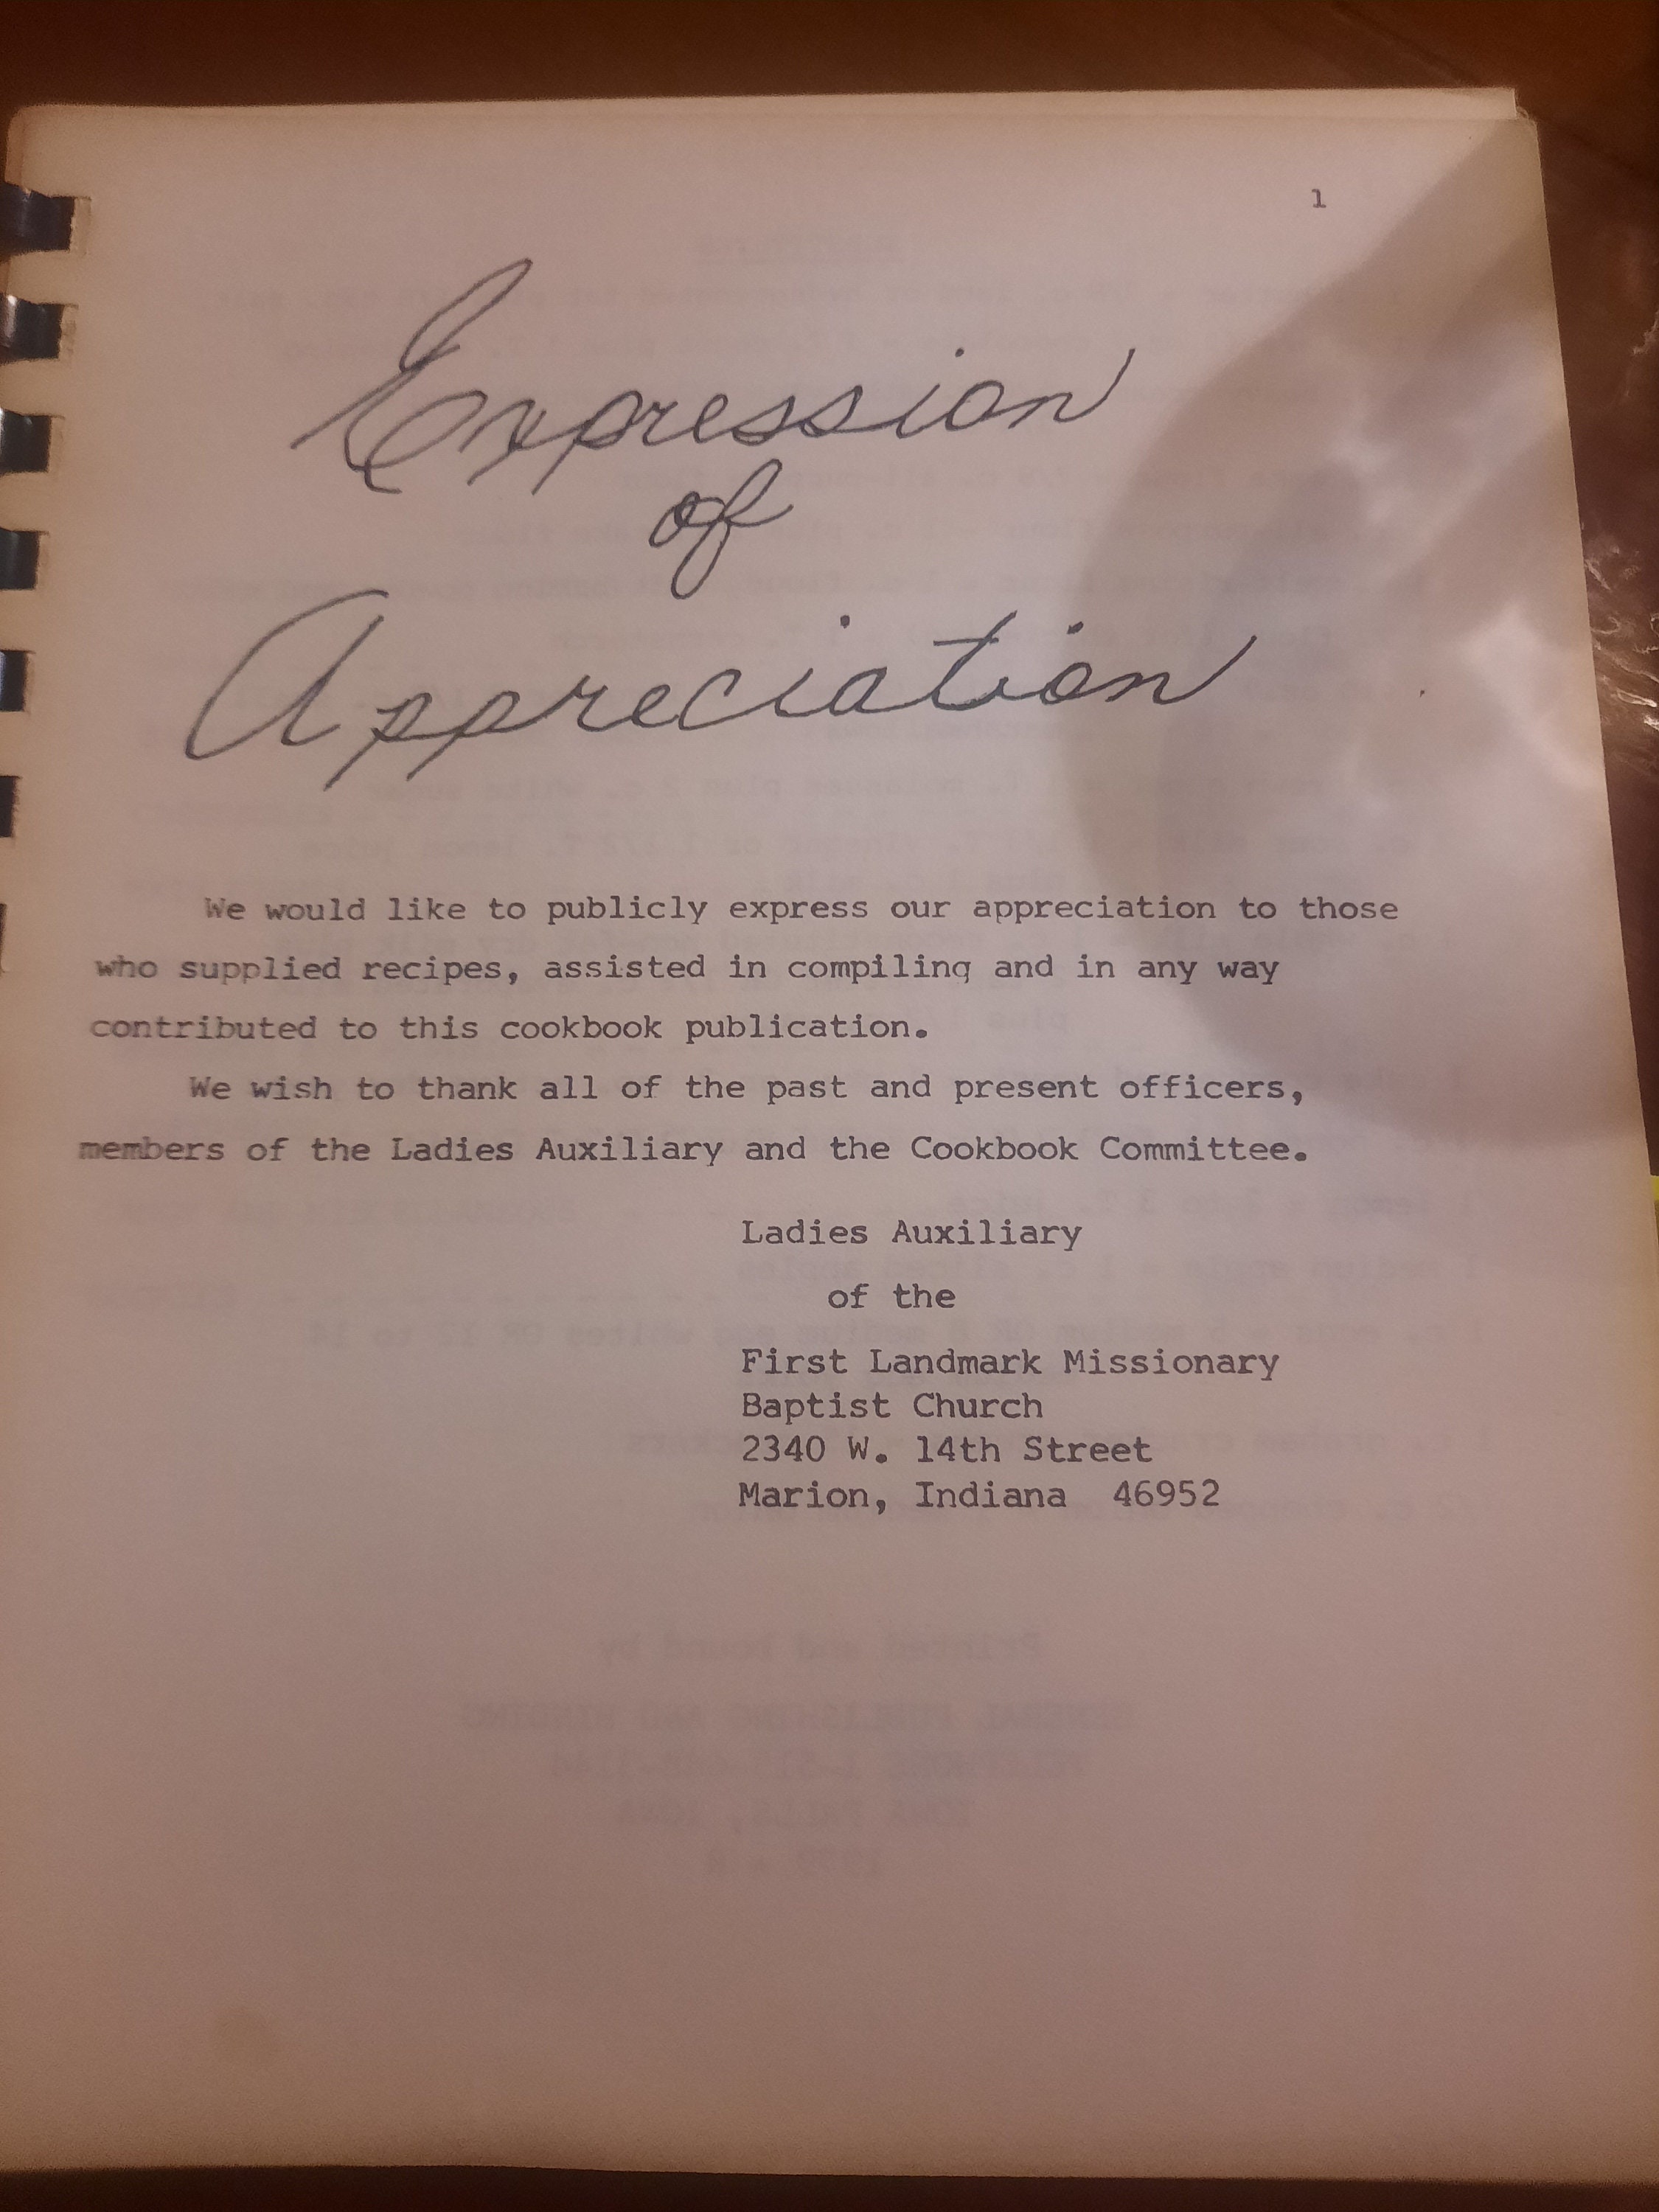 1
Expression
of
Appreciation
We would like to publicly express our appreciation to those
who supplied recipes, assisted in compiling and in any way
contributed to this cookbook publication.
We wish to thank all of the past and present officers,
members of the Ladies Auxiliary and the Cookbook Committee.
Ladies Auxiliary
of the
First Landmark Missionary
Baptist Church
2340 W. 14th Street
Marion, Indiana 46952